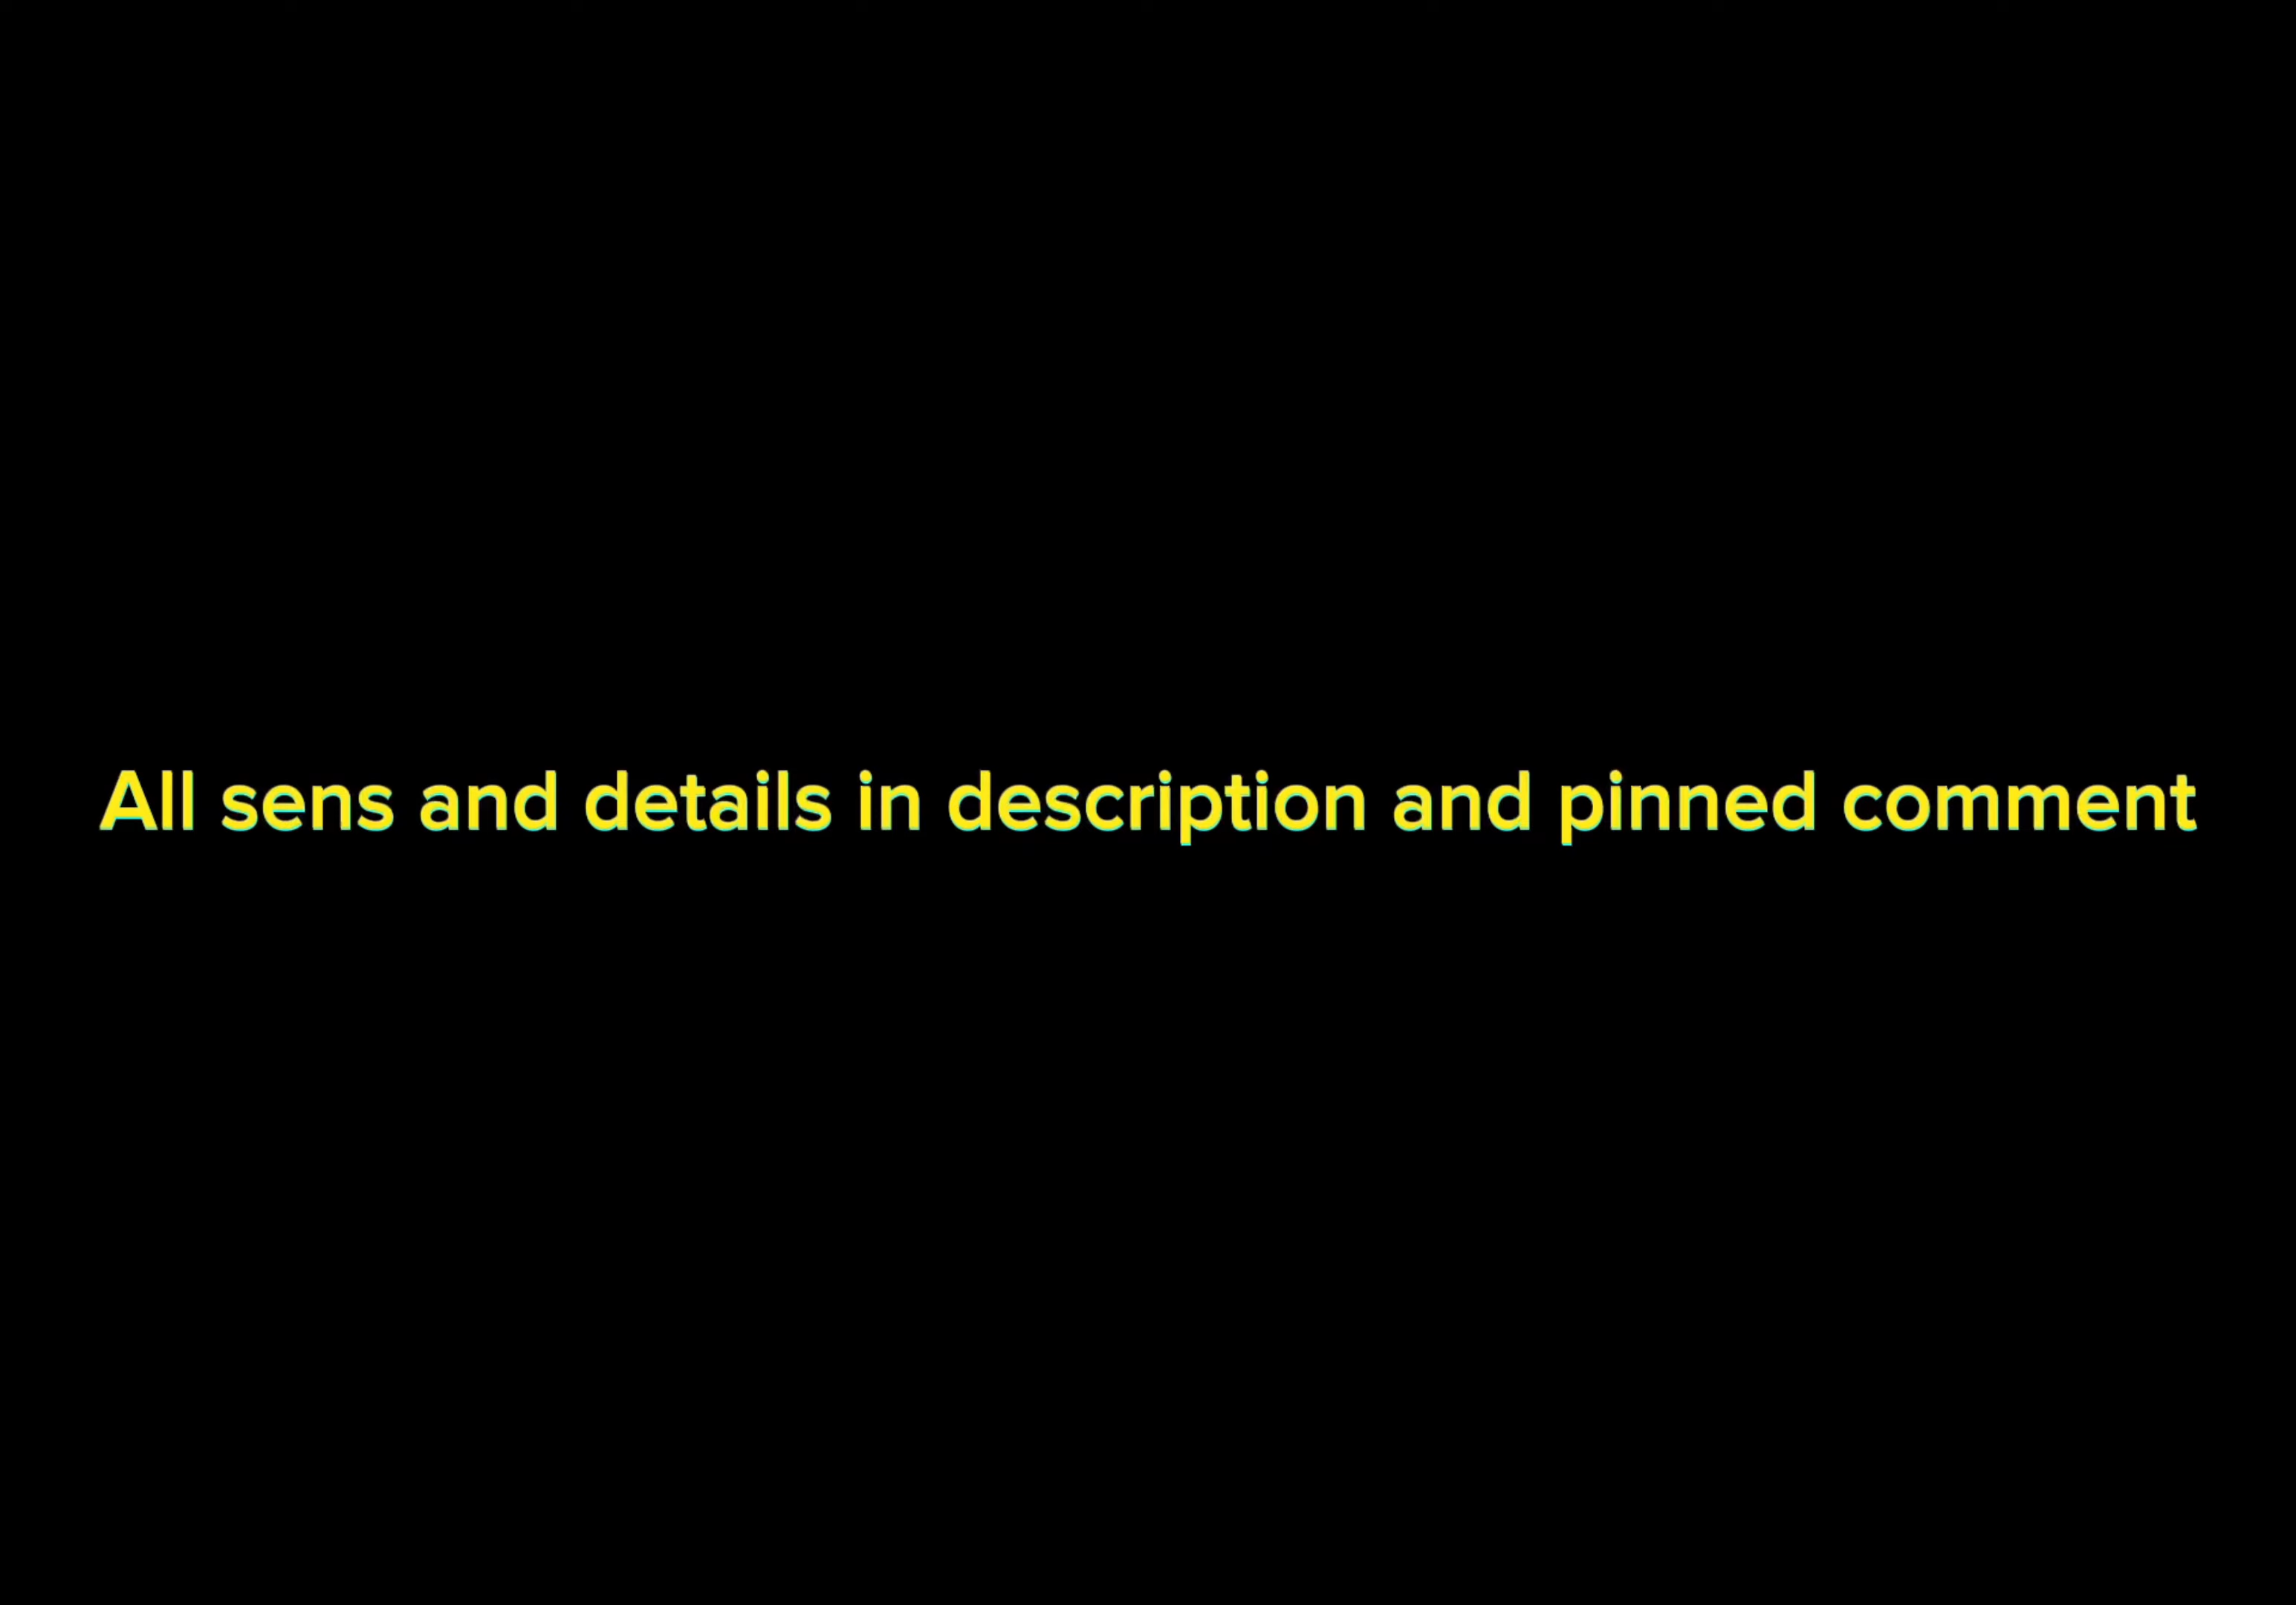 All sens and details in description and pinned comment